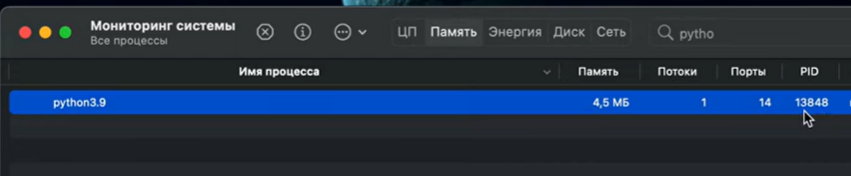 Мониторинг системы
Все процессы
ЦП Память Энергия Диск Сеть
pytho
Имя процесса Память Потоки Порты PID
python3.9 4,5 МБ 1 14 13848